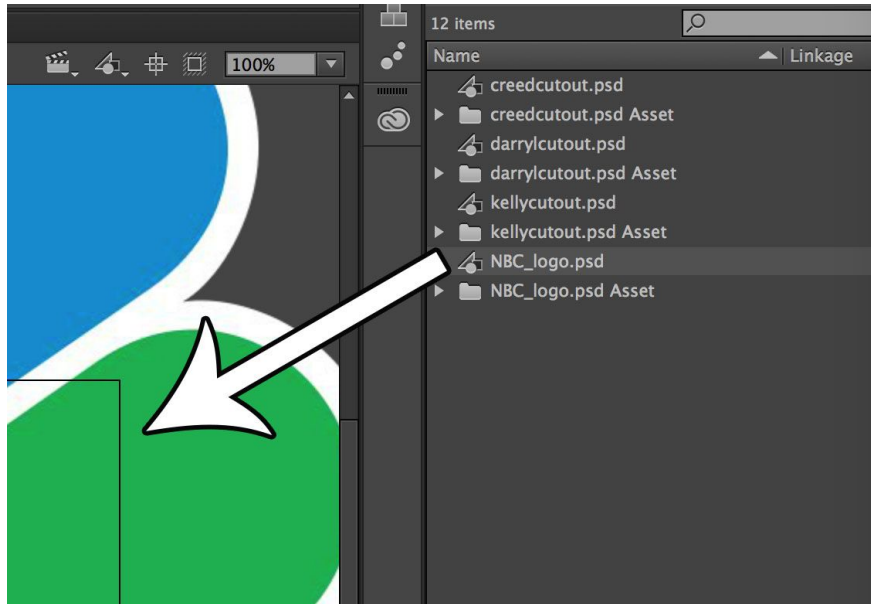 12 items
100%
Name
Linkage
creedcutout.psd
creedcutout.psd Asset
darrylcutout.psd
darrylcutout.psd Asset
kellycutout.psd
kellycutout.psd Asset
NBC_logo.psd
NBC_logo.psd Asset